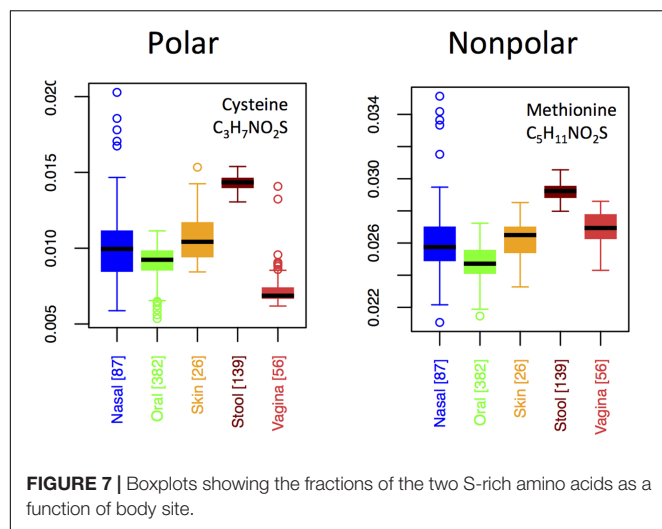 Polar
Nonpolar
Cysteine
C₃H₇NO₂S
0.020
0.015
0.010
0.005
Nasal [87]
Oral [382]
Skin [26]
Stool [139]
Vagina [56]
Methionine
C₅H₁₁NO₂S
0.034
0.030
0.026
0.022
Nasal [87]
Oral [382]
Skin [26]
Stool [139]
Vagina [56]
FIGURE 7 | Boxplots showing the fractions of the two S-rich amino acids as a
function of body site.